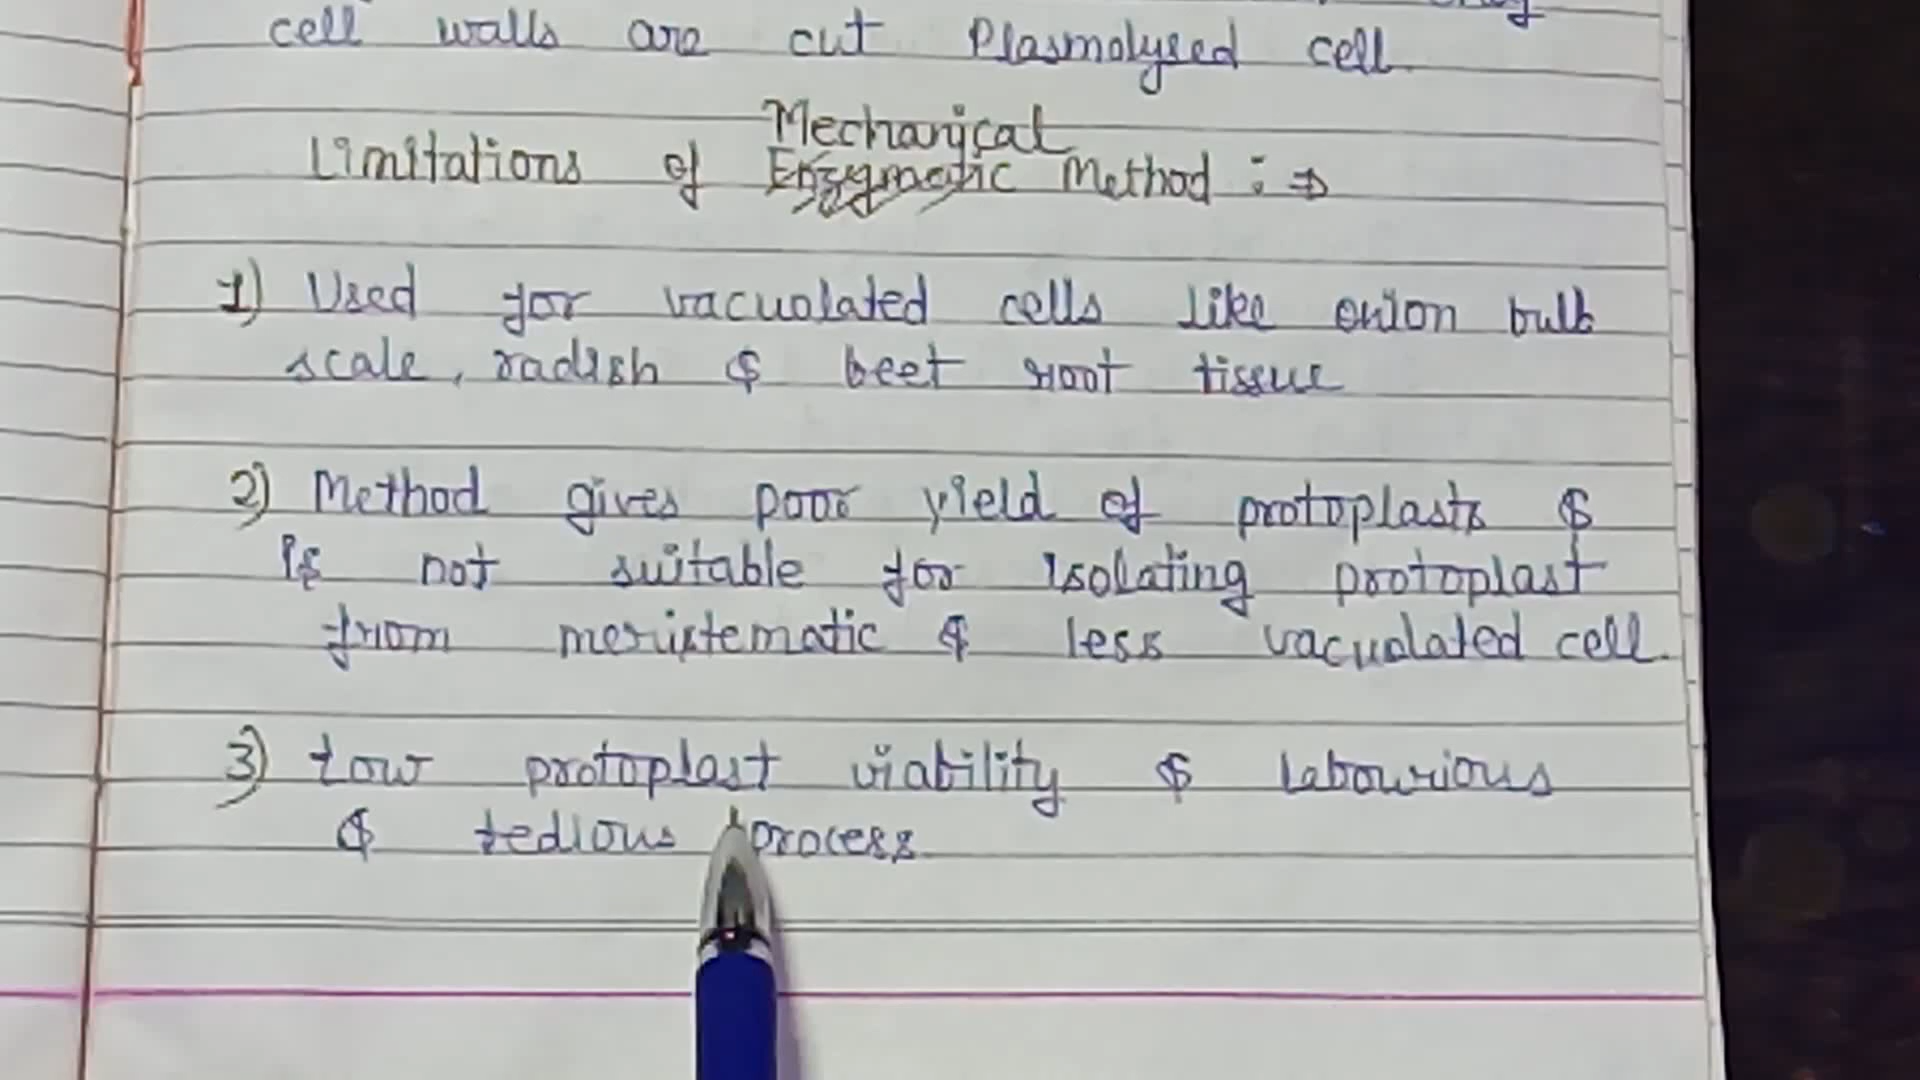 cell walls are cut Plasmolysed cell.
Mechanical
Limitations of Enzymatic Method :⇒
1) Used for vacuolated cells like onion bulb
scale, radish & beet root tissue
2) Method gives poor yield of protoplasts &
is not suitable for isolating protoplast
from meristematic & less vacuolated cell.
3) Low protoplast viability & labourious
& tedious process.